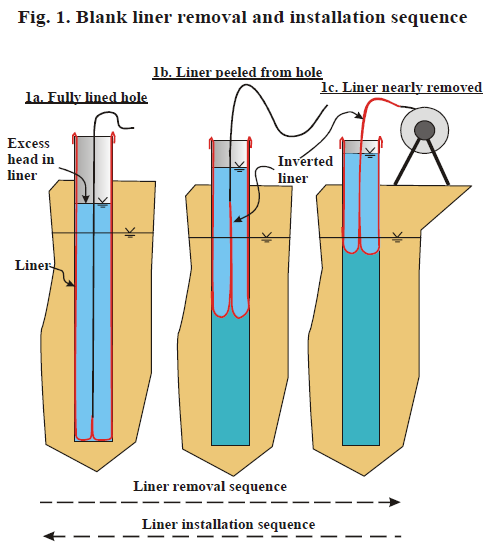 Fig. 1. Blank liner removal and installation sequence
1b. Liner peeled from hole
1c. Liner nearly removed
1a. Fully lined hole
Excess
head in
liner
Inverted
liner
Liner
Liner removal sequence
Liner installation sequence